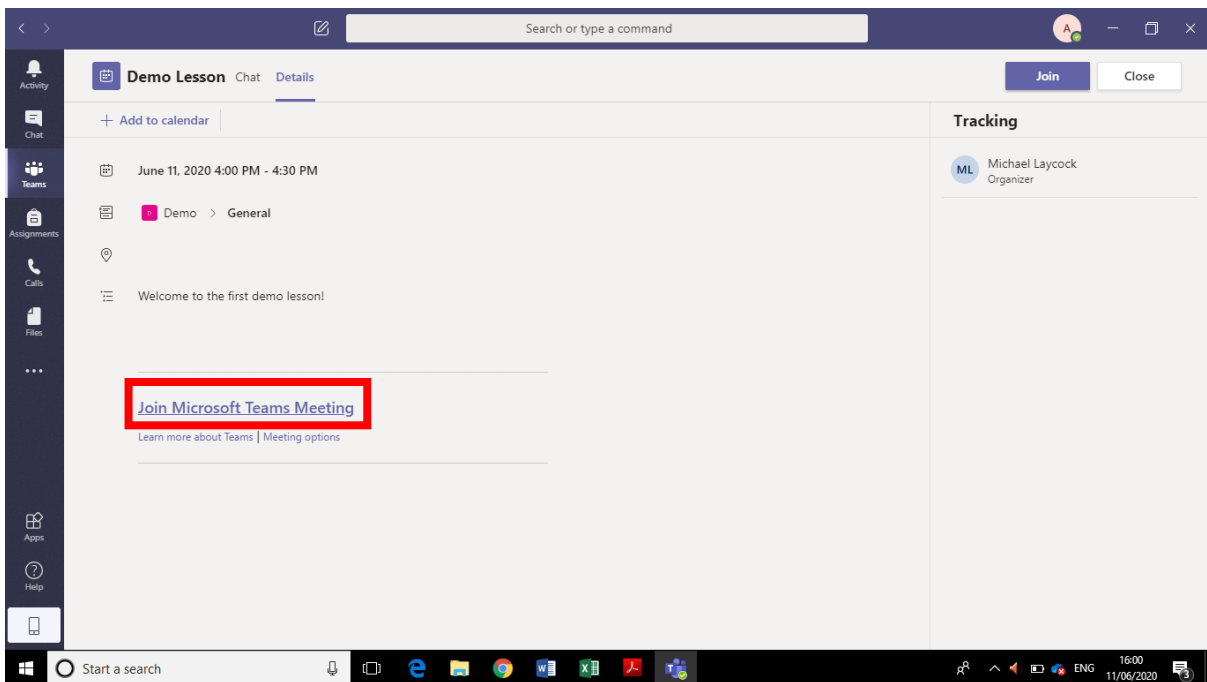 Search or type a command
A
Activity
Chat
Teams
Assignments
Calls
Files
Apps
Help
Demo Lesson Chat Details
Join
Close
+ Add to calendar
June 11, 2020 4:00 PM - 4:30 PM
D Demo > General
Welcome to the first demo lesson!
Join Microsoft Teams Meeting
Learn more about Teams | Meeting options
Tracking
ML
Michael Laycock
Organizer
Start a search
ENG
16:00
11/06/2020
3